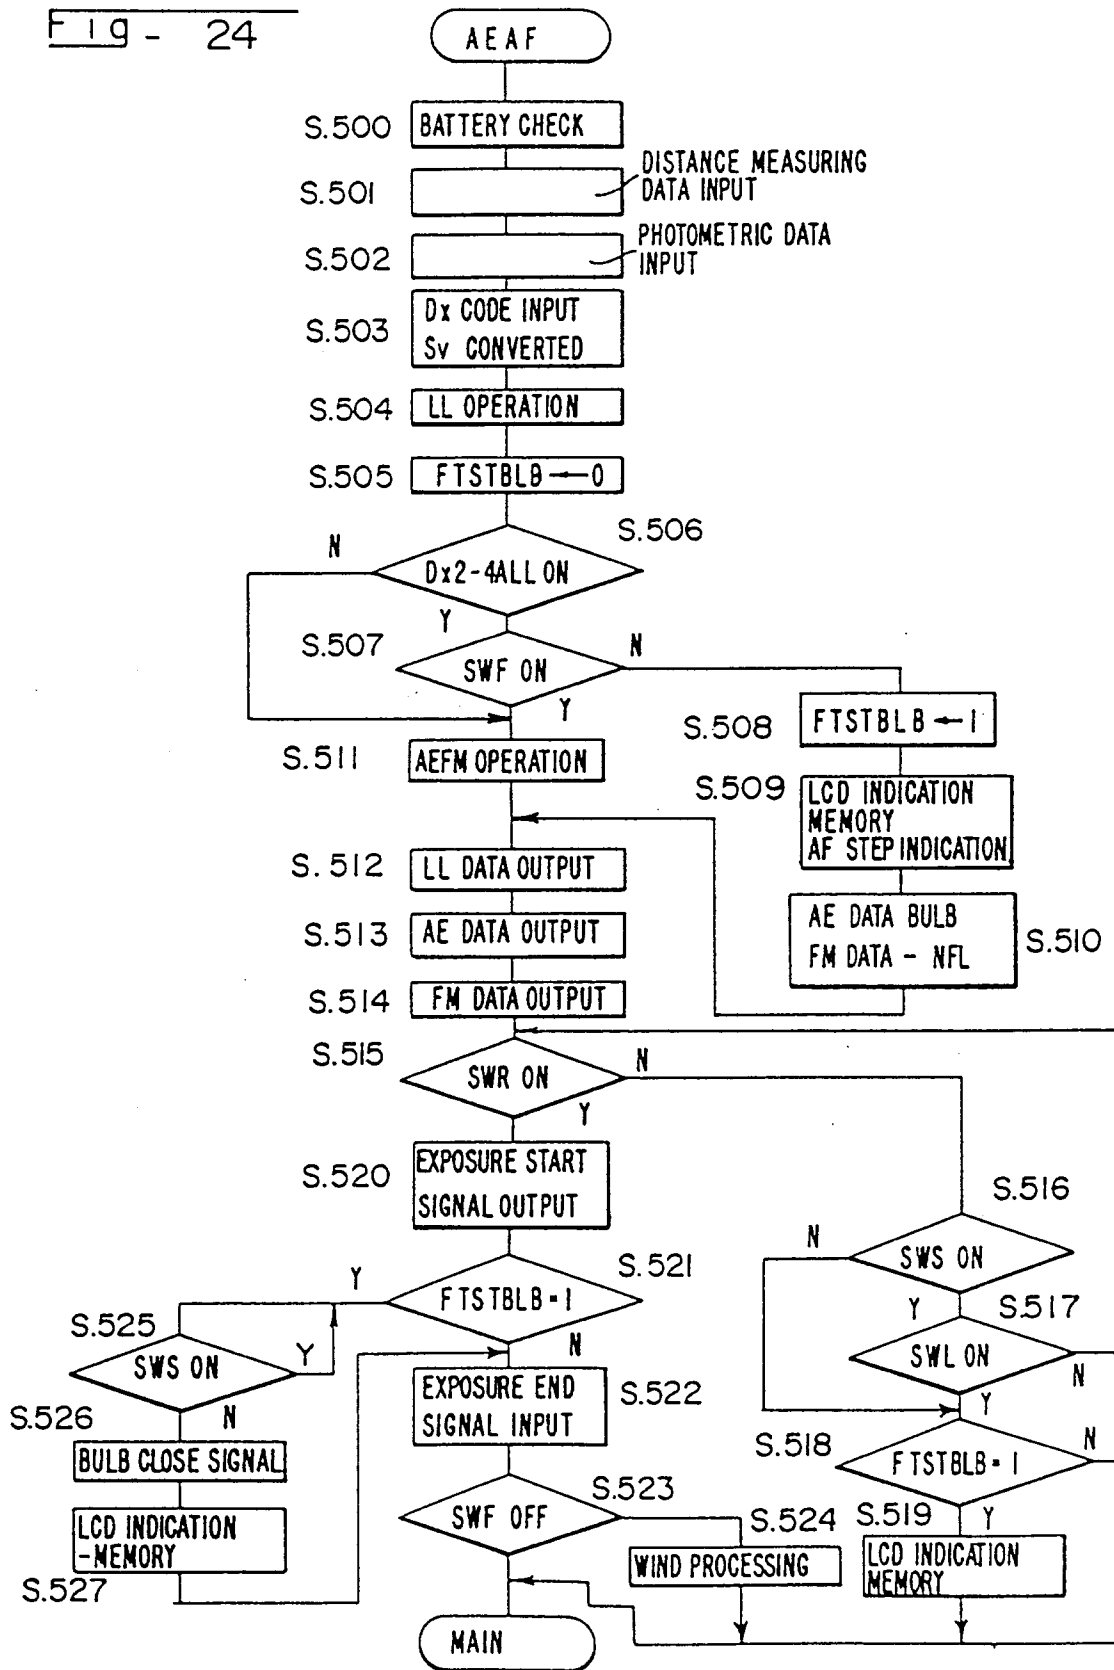 Fig - 24
AEAF
S.500
BATTERY CHECK
S.501
DISTANCE MEASURING
DATA INPUT
S.502
PHOTOMETRIC DATA
INPUT
S.503
Dx CODE INPUT
Sv CONVERTED
S.504
LL OPERATION
S.505
FTSTBLB ← 0
S.506
N
Dx2-4ALL ON
Y
S.507
SWF ON
N
Y
S.508
FTSTBLB ← 1
S.511
AEFM OPERATION
S.509
LCD INDICATION
MEMORY
AF STEP INDICATION
S.512
LL DATA OUTPUT
AE DATA BULB
FM DATA - NFL
S.510
S.513
AE DATA OUTPUT
S.514
FM DATA OUTPUT
S.515
SWR ON
N
Y
S.520
EXPOSURE START
SIGNAL OUTPUT
S.516
N
SWS ON
Y
S.521
Y
FTSTBLB = 1
N
S.517
SWL ON
N
Y
S.525
SWS ON
Y
N
S.522
EXPOSURE END
SIGNAL INPUT
S.526
BULB CLOSE SIGNAL
S.518
FTSTBLB = 1
N
Y
S.523
SWF OFF
S.524
WIND PROCESSING
S.519
LCD INDICATION
MEMORY
LCD INDICATION
-MEMORY
S.527
MAIN